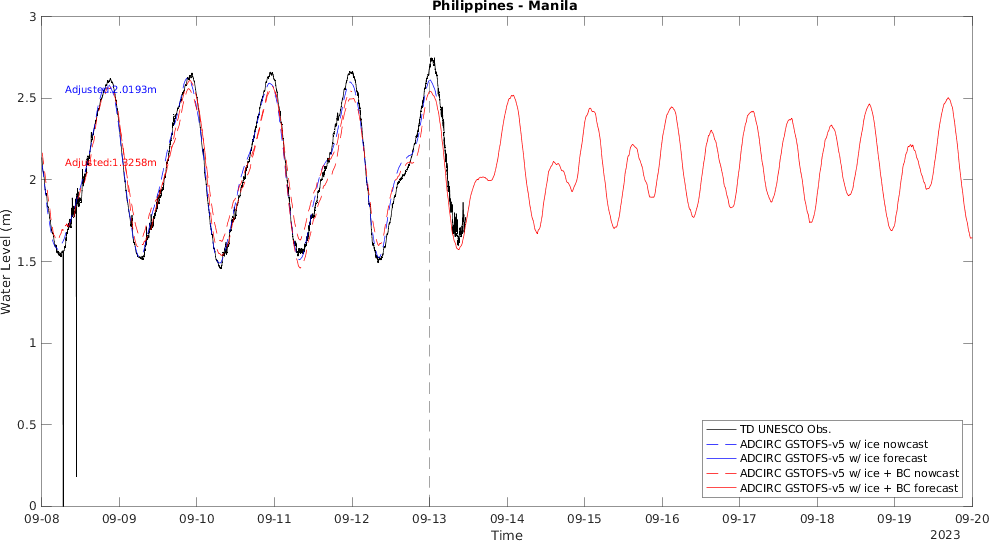 Philippines - Manila
3
2.5
2
1.5
1
0.5
0
Water Level (m)
Adjusted:2.0193m
Adjusted:1.8258m
TD UNESCO Obs.
ADCIRC GSTOFS-v5 w/ ice nowcast
ADCIRC GSTOFS-v5 w/ ice forecast
ADCIRC GSTOFS-v5 w/ ice + BC nowcast
ADCIRC GSTOFS-v5 w/ ice + BC forecast
09-08 09-09 09-10 09-11 09-12 09-13 09-14 09-15 09-16 09-17 09-18 09-19 09-20
Time
2023